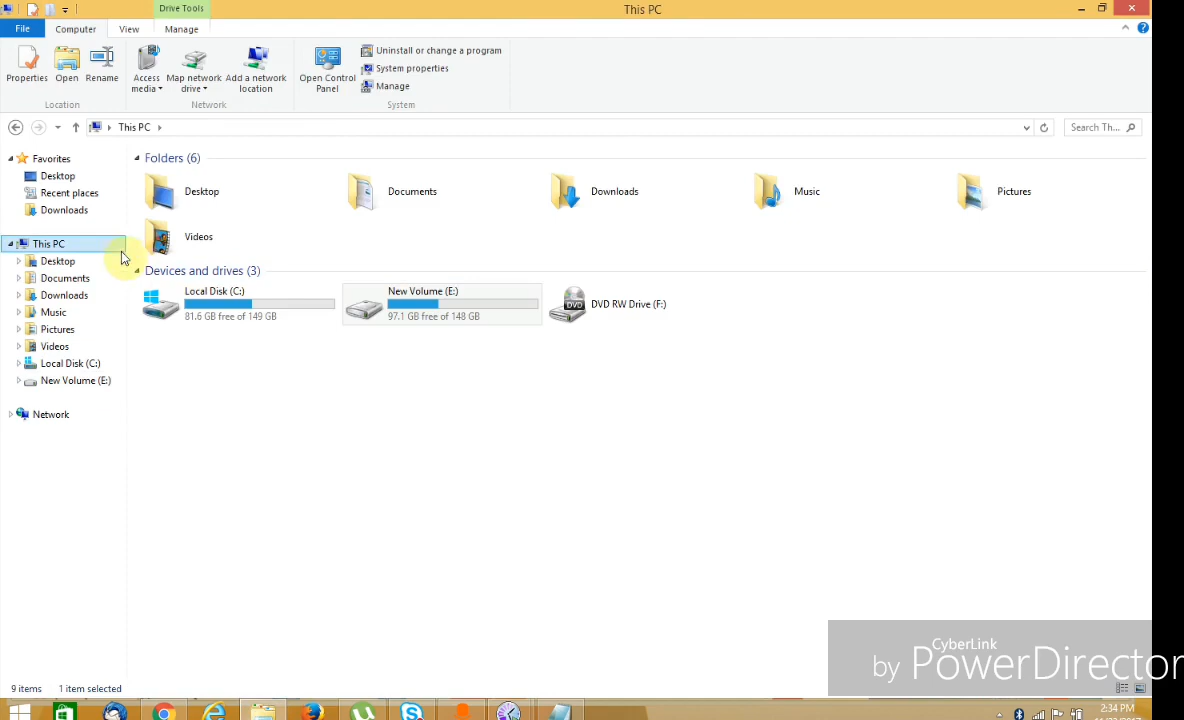 Drive Tools
This PC
File
Computer
View
Manage
Properties
Open
Rename
Access media
Map network drive
Add a network location
Open Control Panel
Uninstall or change a program
System properties
Manage
Location
Network
System
This PC
Search Th...
Favorites
Desktop
Recent places
Downloads
This PC
Desktop
Documents
Downloads
Music
Pictures
Videos
Local Disk (C:)
New Volume (E:)
Network
Folders (6)
Desktop
Documents
Downloads
Music
Pictures
Videos
Devices and drives (3)
Local Disk (C:)
81.6 GB free of 149 GB
New Volume (E:)
97.1 GB free of 148 GB
DVD
DVD RW Drive (F:)
CyberLink
by PowerDirector
9 items
1 item selected
2:34 PM